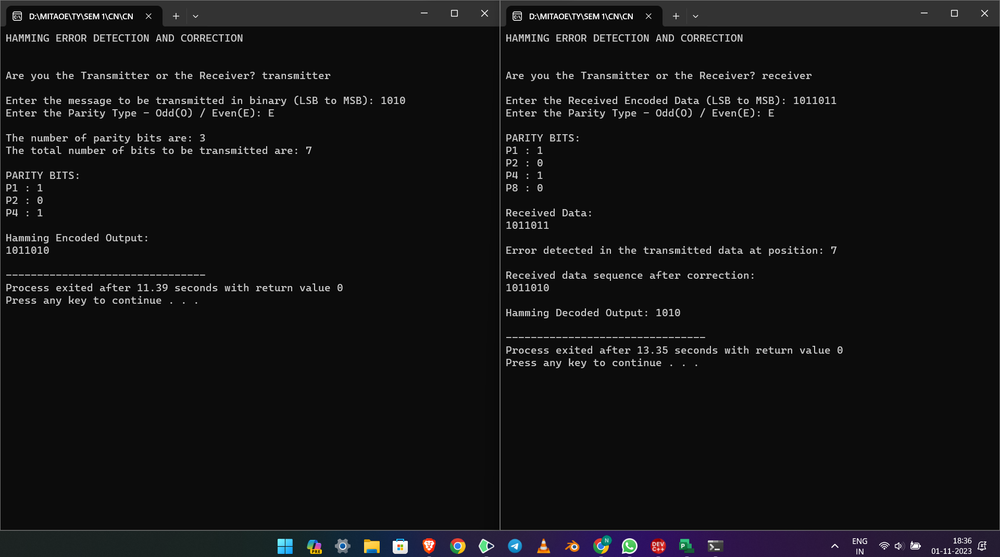 D:\MITAOE\TY\SEM 1\CN\CN
HAMMING ERROR DETECTION AND CORRECTION
Are you the Transmitter or the Receiver? transmitter
Enter the message to be transmitted in binary (LSB to MSB): 1010
Enter the Parity Type - Odd(O) / Even(E): E
The number of parity bits are: 3
The total number of bits to be transmitted are: 7
PARITY BITS:
P1 : 1
P2 : 0
P4 : 1
Hamming Encoded Output:
1011010
--------------------------------
Process exited after 11.39 seconds with return value 0
Press any key to continue . . .
D:\MITAOE\TY\SEM 1\CN\CN
HAMMING ERROR DETECTION AND CORRECTION
Are you the Transmitter or the Receiver? receiver
Enter the Received Encoded Data (LSB to MSB): 1011011
Enter the Parity Type - Odd(O) / Even(E): E
PARITY BITS:
P1 : 1
P2 : 0
P4 : 1
P8 : 0
Received Data:
1011011
Error detected in the transmitted data at position: 7
Received data sequence after correction:
1011010
Hamming Decoded Output: 1010
--------------------------------
Process exited after 13.35 seconds with return value 0
Press any key to continue . . .
PRE
N
DEV
C++
P
ENG
IN
18:36
01-11-2023